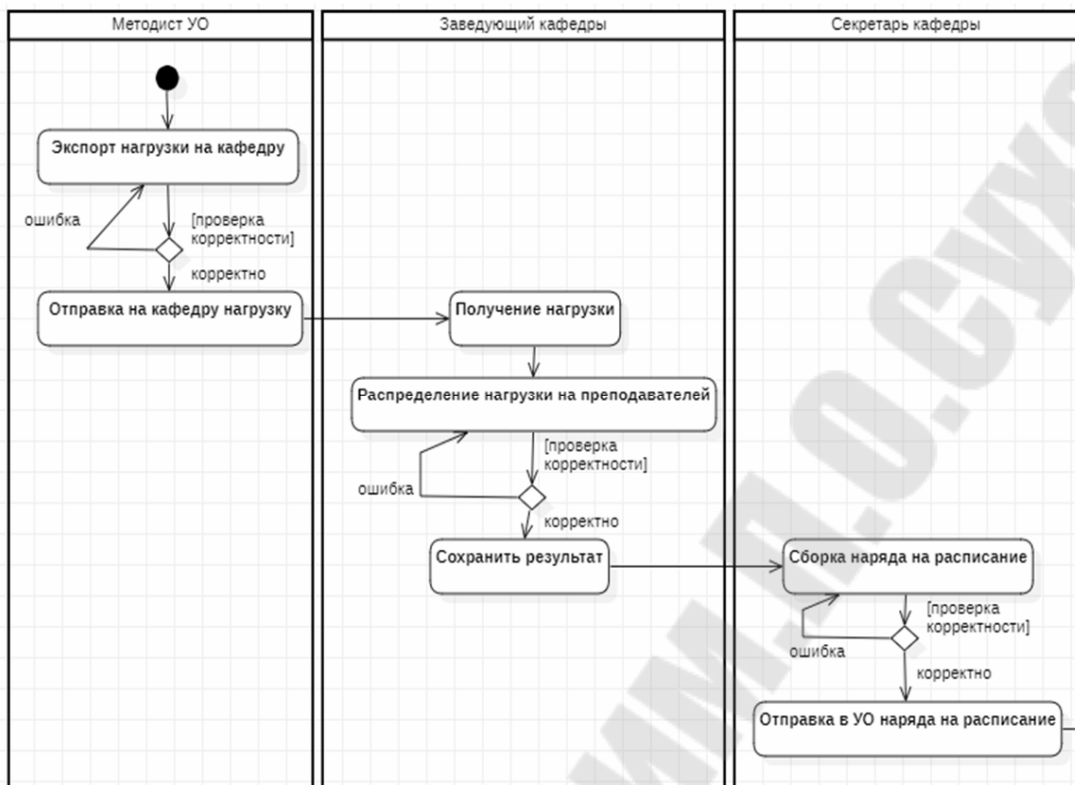 Методист УО
Заведующий кафедры
Секретарь кафедры
Экспорт нагрузки на кафедру
ошибка
[проверка
корректности]
корректно
Отправка на кафедру нагрузку
Получение нагрузки
Распределение нагрузки на преподавателей
[проверка
корректности]
ошибка
корректно
Сохранить результат
Сборка наряда на расписание
[проверка
корректности]
ошибка
корректно
Отправка в УО наряда на расписание
им.П.О.Сухо